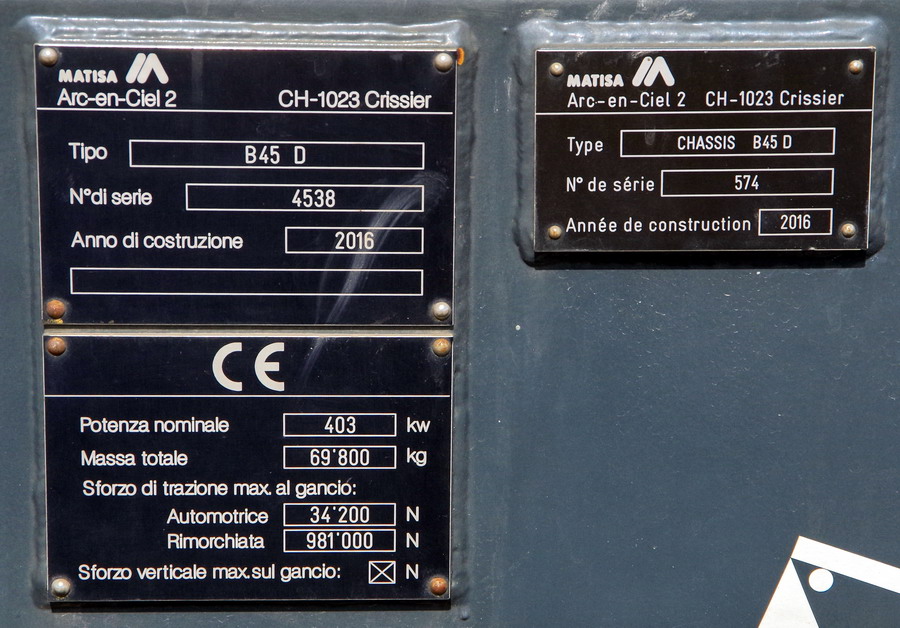 MATISA
Arc-en-Ciel 2 CH-1023 Crissier
Tipo B45 D
N°di serie 4538
Anno di costruzione 2016
CE
Potenza nominale 403 kw
Massa totale 69'800 kg
Sforzo di trazione max. al gancio:
Automotrice 34'200 N
Rimorchiata 981'000 N
Sforzo verticale max.sul gancio: N
MATISA
Arc-en-Ciel 2 CH-1023 Crissier
Type CHASSIS B45 D
N° de série 574
Année de construction 2016